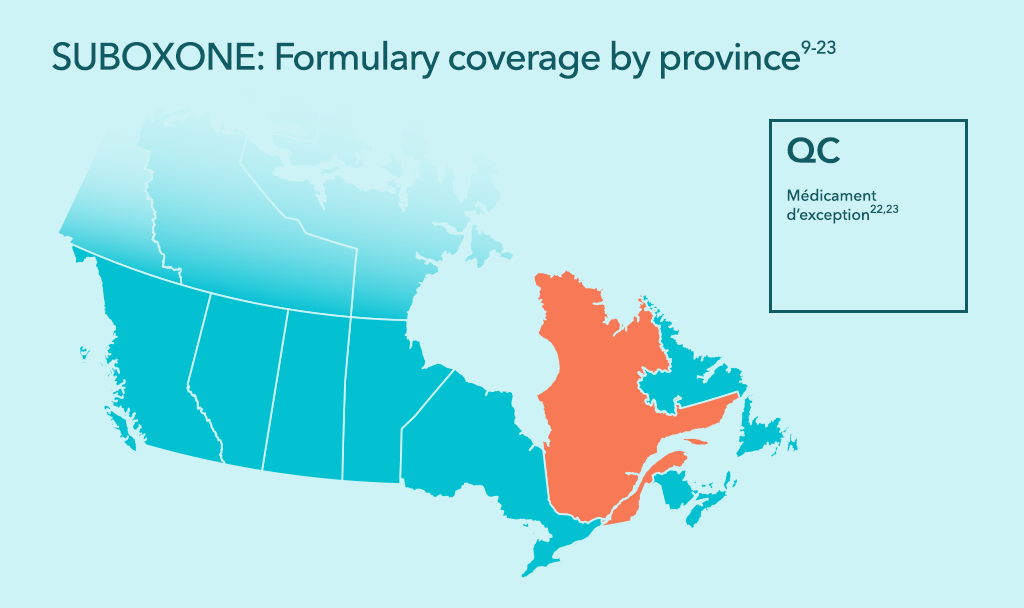 SUBOXONE: Formulary coverage by province9-23
QC
Médicament
d’exception22,23